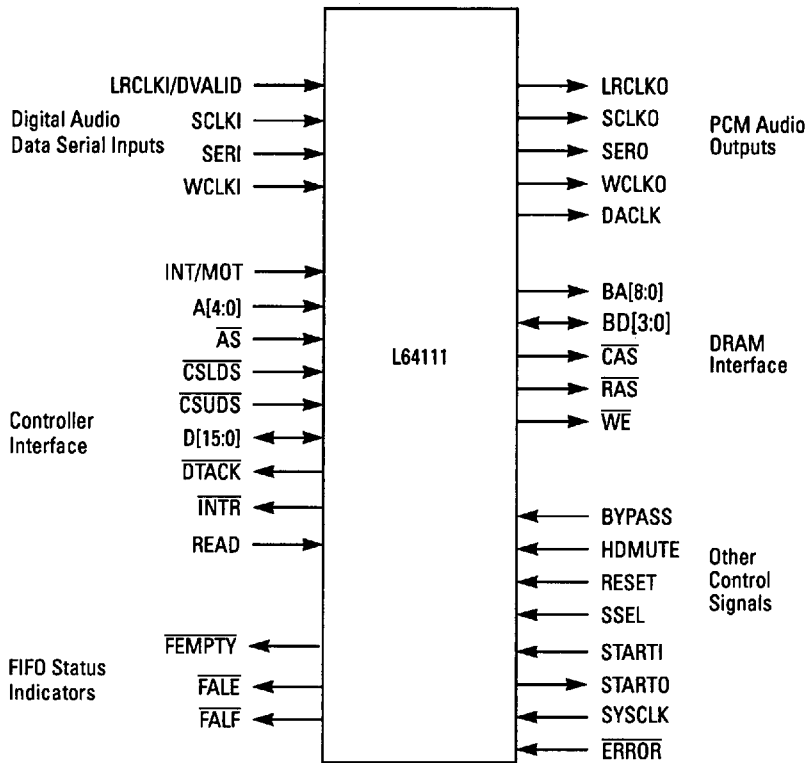 LRCLKI/DVALID
Digital Audio
Data Serial Inputs
SCLKI
SERI
WCLKI
INT/MOT
A[4:0]
AS
CSLDS
CSUDS
Controller
Interface
D[15:0]
DTACK
INTR
READ
FIFO Status
Indicators
FEMPTY
FALE
FALF
L64111
LRCLKO
SCLKO
SERO
WCLKO
DACLK
PCM Audio
Outputs
BA[8:0]
BD[3:0]
CAS
RAS
WE
DRAM
Interface
BYPASS
HDMUTE
RESET
SSEL
STARTI
STARTO
SYSCLK
ERROR
Other
Control
Signals